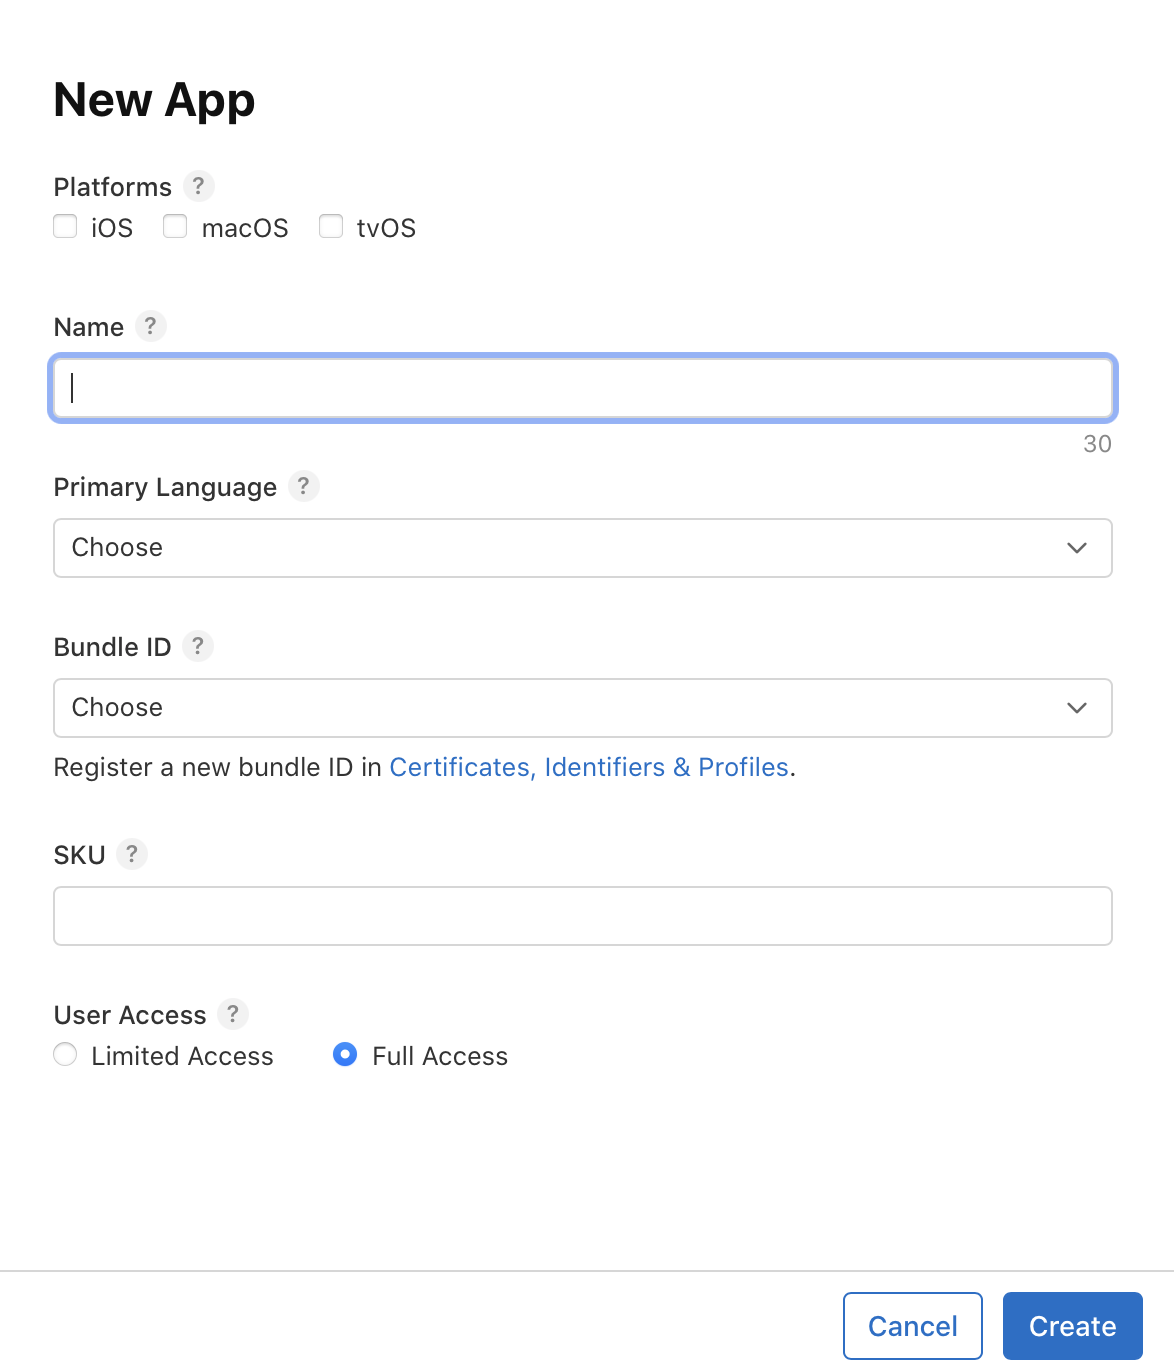 New App
Platforms ?
iOS macOS tvOS
Name ?
30
Primary Language ?
Choose
Bundle ID ?
Choose
Register a new bundle ID in Certificates, Identifiers & Profiles.
SKU ?
User Access ?
Limited Access Full Access
Cancel Create